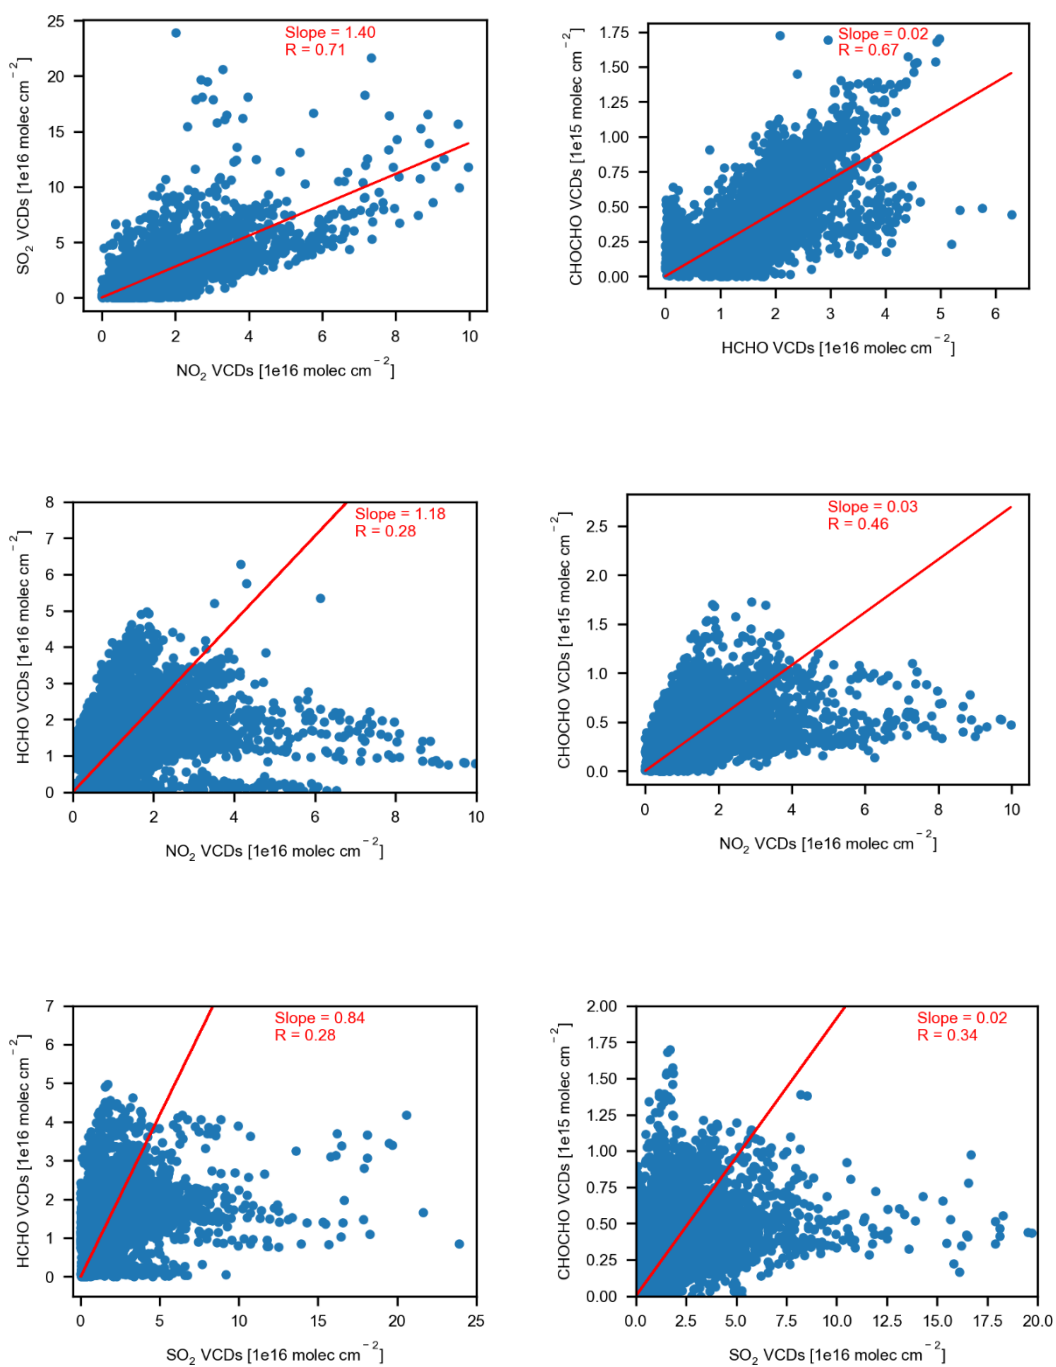 Slope = 1.40
R = 0.71
25
20
15
10
5
0
0 2 4 6 8 10
SO₂ VCDs [1e16 molec cm⁻²]
NO₂ VCDs [1e16 molec cm⁻²]
Slope = 0.02
R = 0.67
1.75
1.50
1.25
1.00
0.75
0.50
0.25
0.00
0 1 2 3 4 5 6
CHOCHO VCDs [1e15 molec cm⁻²]
HCHO VCDs [1e16 molec cm⁻²]
Slope = 1.18
R = 0.28
8
7
6
5
4
3
2
1
0
0 2 4 6 8 10
HCHO VCDs [1e16 molec cm⁻²]
NO₂ VCDs [1e16 molec cm⁻²]
Slope = 0.03
R = 0.46
2.5
2.0
1.5
1.0
0.5
0.0
0 2 4 6 8 10
CHOCHO VCDs [1e15 molec cm⁻²]
NO₂ VCDs [1e16 molec cm⁻²]
Slope = 0.84
R = 0.28
7
6
5
4
3
2
1
0
0 5 10 15 20 25
HCHO VCDs [1e16 molec cm⁻²]
SO₂ VCDs [1e16 molec cm⁻²]
Slope = 0.02
R = 0.34
2.00
1.75
1.50
1.25
1.00
0.75
0.50
0.25
0.00
0.0 2.5 5.0 7.5 10.0 12.5 15.0 17.5 20.0
CHOCHO VCDs [1e15 molec cm⁻²]
SO₂ VCDs [1e16 molec cm⁻²]